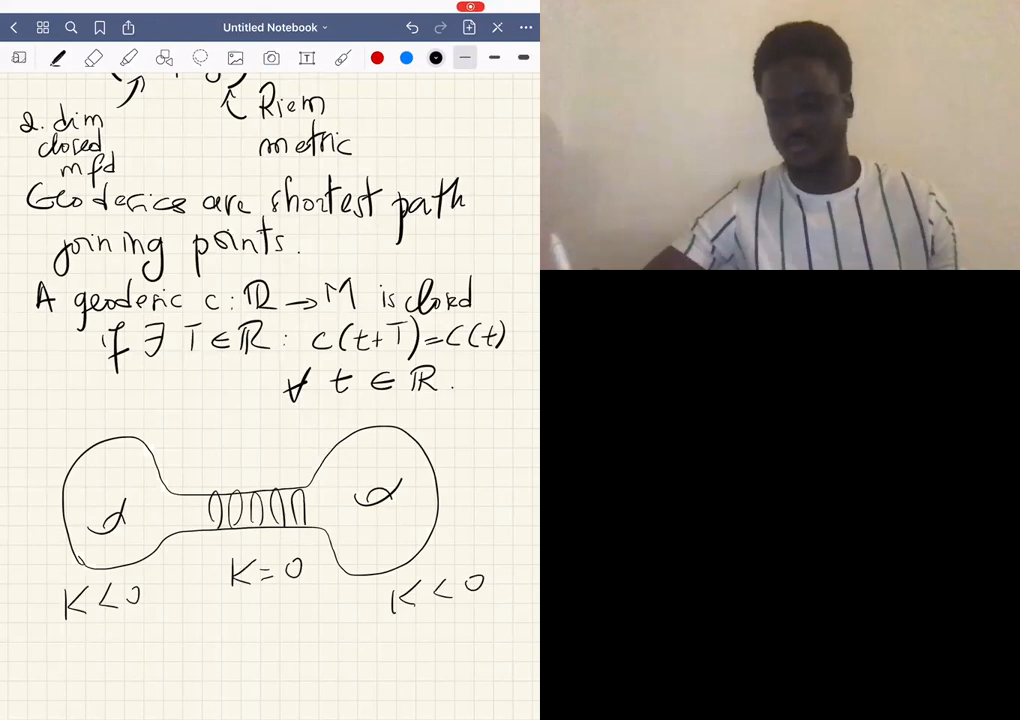 Untitled Notebook
2. dim
closed
mfd
Riem
metric
Geodesics are shortest path
joining points.
A geodesic c: ℝ → M is closed
if ∃ T ∈ ℝ : c(t+T) = c(t)
∀ t ∈ ℝ.
K < 0
K = 0
K < 0